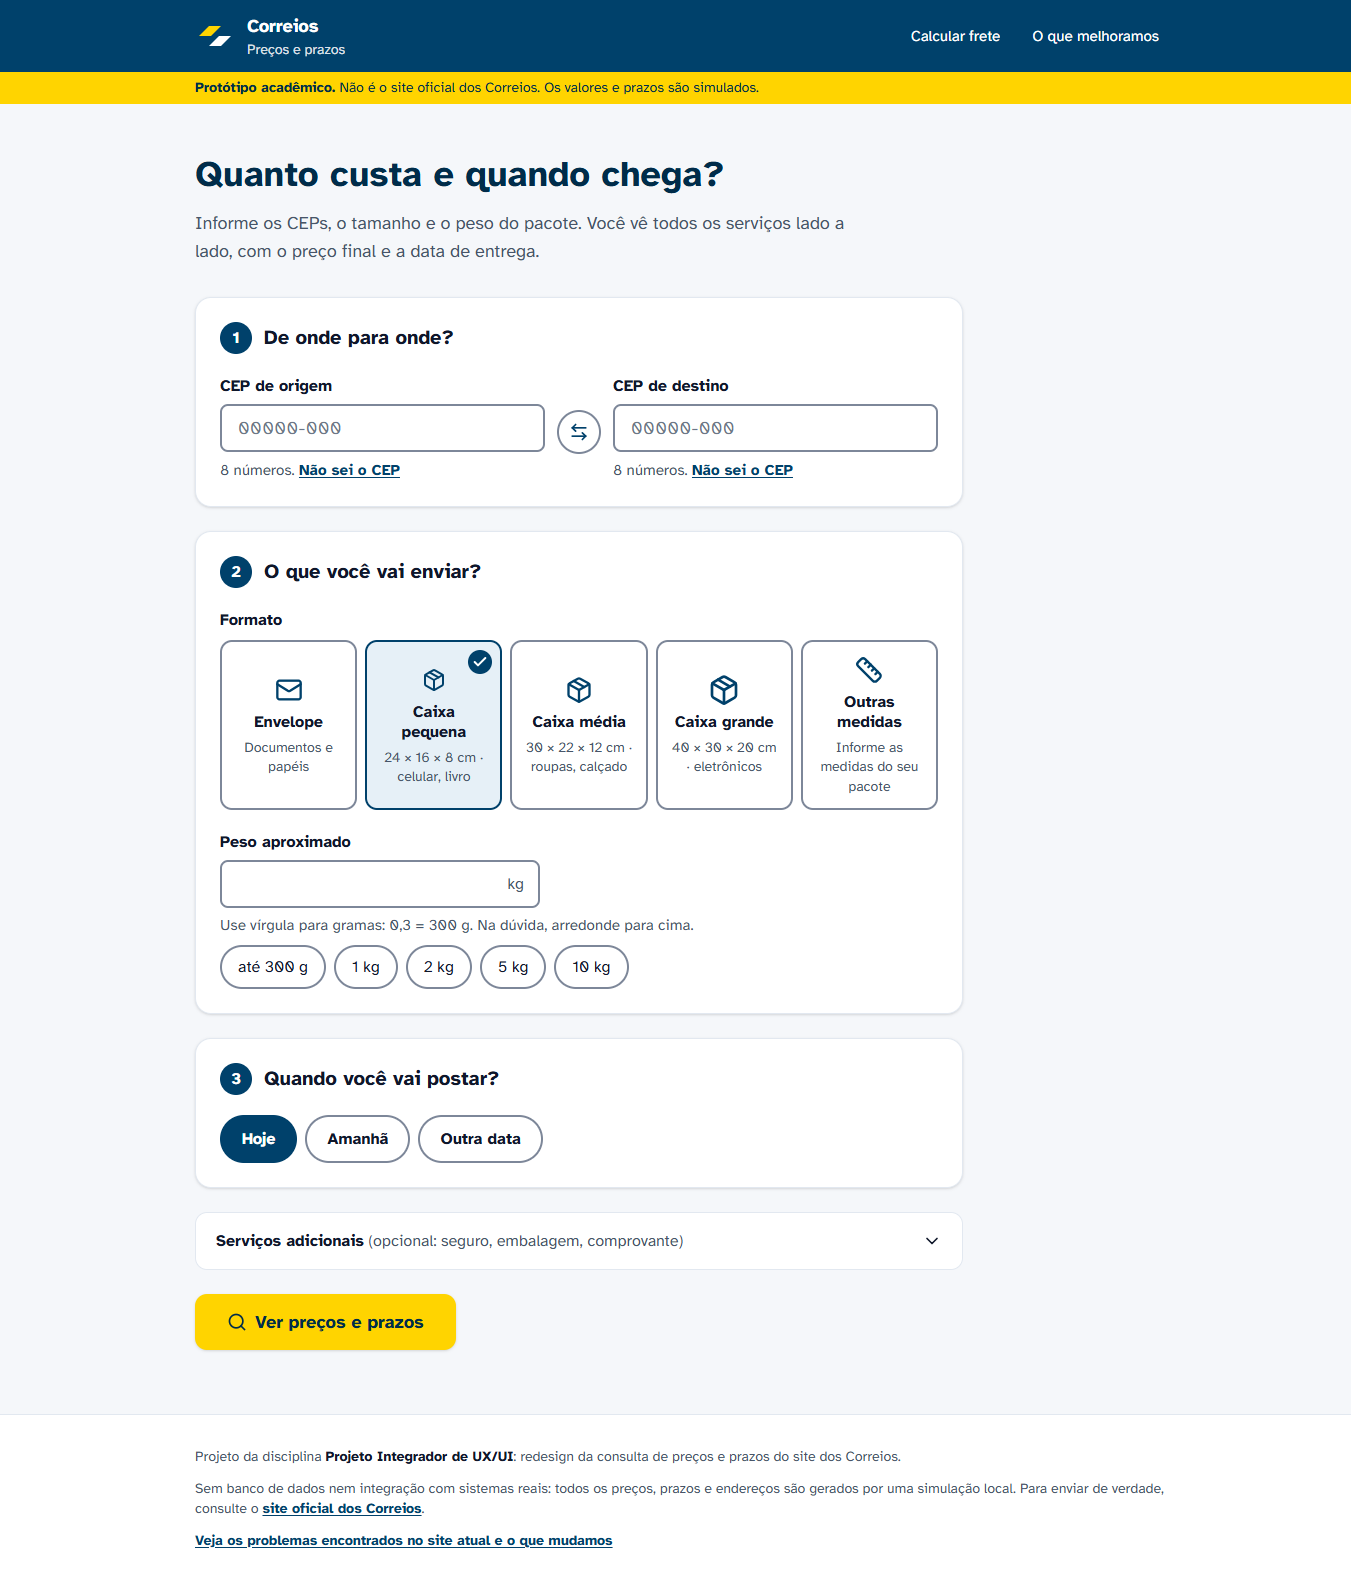 Correios
Preços e prazos
Calcular frete
O que melhoramos
Protótipo acadêmico. Não é o site oficial dos Correios. Os valores e prazos são simulados.
Quanto custa e quando chega?
Informe os CEPs, o tamanho e o peso do pacote. Você vê todos os serviços lado a
lado, com o preço final e a data de entrega.
1 De onde para onde?
CEP de origem
00000-000
8 números. Não sei o CEP
CEP de destino
00000-000
8 números. Não sei o CEP
2 O que você vai enviar?
Formato
Envelope
Documentos e
papéis
Caixa
pequena
24 × 16 × 8 cm ·
celular, livro
Caixa média
30 × 22 × 12 cm ·
roupas, calçado
Caixa grande
40 × 30 × 20 cm
· eletrônicos
Outras
medidas
Informe as
medidas do seu
pacote
Peso aproximado
kg
Use vírgula para gramas: 0,3 = 300 g. Na dúvida, arredonde para cima.
até 300 g
1 kg
2 kg
5 kg
10 kg
3 Quando você vai postar?
Hoje
Amanhã
Outra data
Serviços adicionais (opcional: seguro, embalagem, comprovante)
Ver preços e prazos
Projeto da disciplina Projeto Integrador de UX/UI: redesign da consulta de preços e prazos do site dos Correios.
Sem banco de dados nem integração com sistemas reais: todos os preços, prazos e endereços são gerados por uma simulação local. Para enviar de verdade,
consulte o site oficial dos Correios.
Veja os problemas encontrados no site atual e o que mudamos